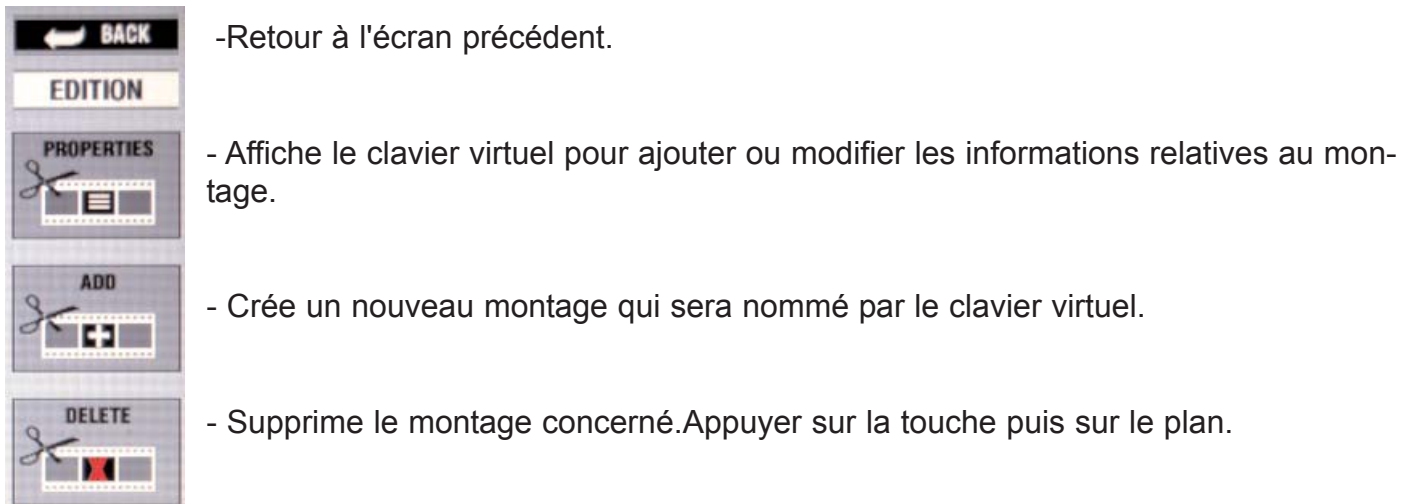 BACK
-Retour à l'écran précédent.
EDITION
PROPERTIES
- Affiche le clavier virtuel pour ajouter ou modifier les informations relatives au mon-
tage.
ADD
- Crée un nouveau montage qui sera nommé par le clavier virtuel.
DELETE
- Supprime le montage concerné.Appuyer sur la touche puis sur le plan.